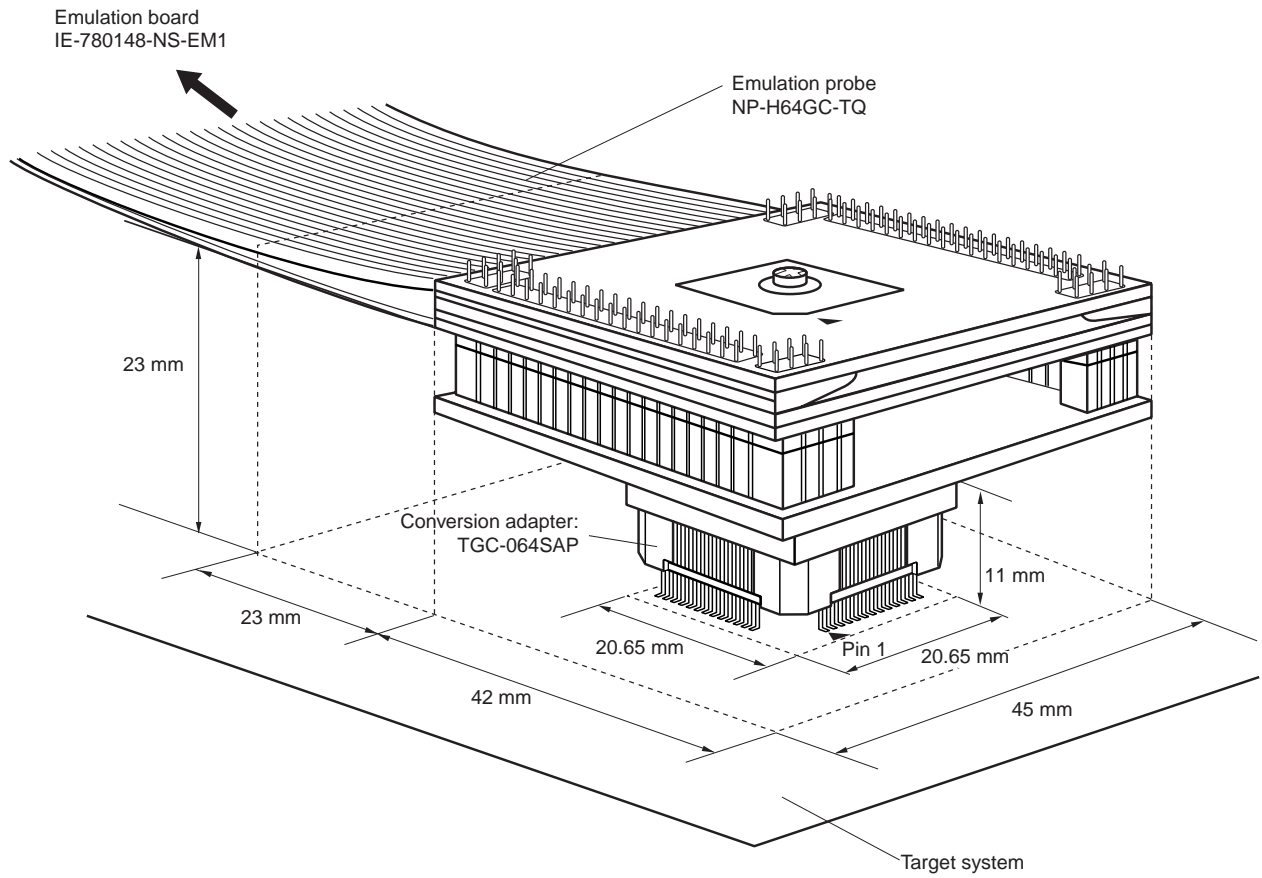 Emulation board
IE-780148-NS-EM1
Emulation probe
NP-H64GC-TQ
23 mm
Conversion adapter:
TGC-064SAP
11 mm
23 mm
20.65 mm
Pin 1
20.65 mm
42 mm
45 mm
Target system